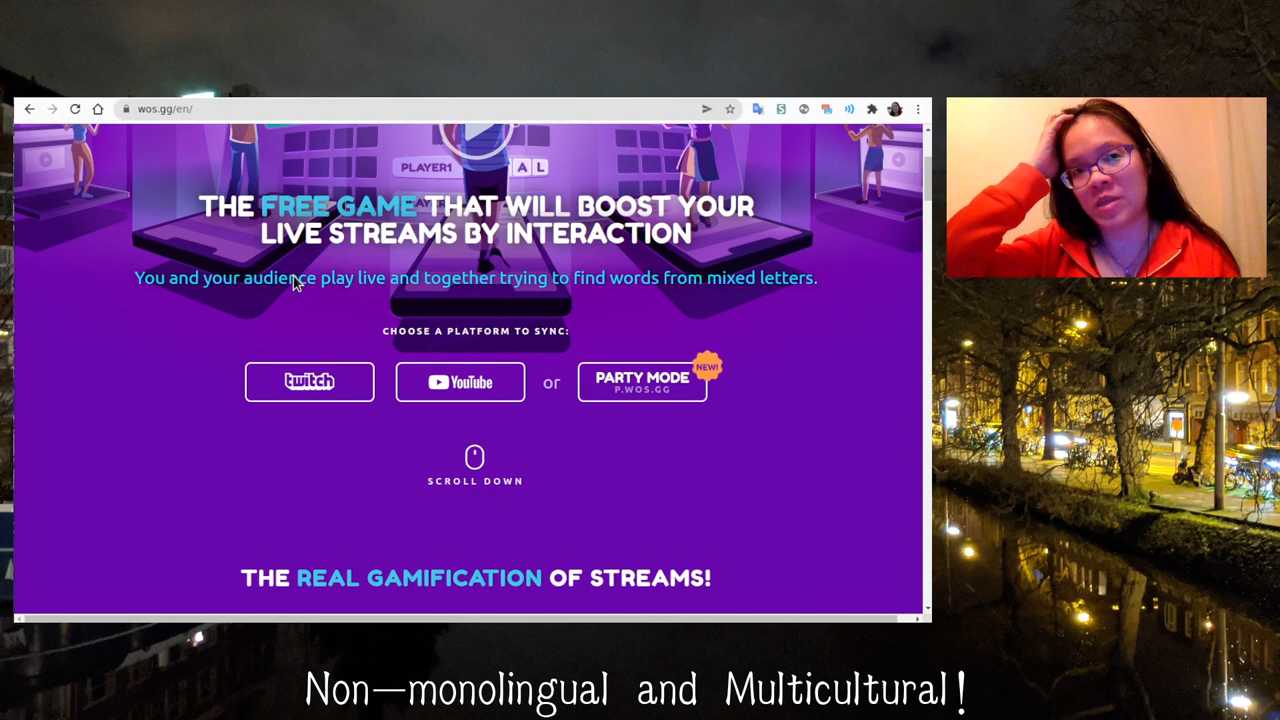 wos.gg/en/
PLAYER1
A L
THE FREE GAME THAT WILL BOOST YOUR
LIVE STREAMS BY INTERACTION
You and your audience play live and together trying to find words from mixed letters.
CHOOSE A PLATFORM TO SYNC:
twitch
YouTube
or
PARTY MODE
P.WOS.GG
NEW!
SCROLL DOWN
THE REAL GAMIFICATION OF STREAMS!
Non-monolingual and Multicultural!